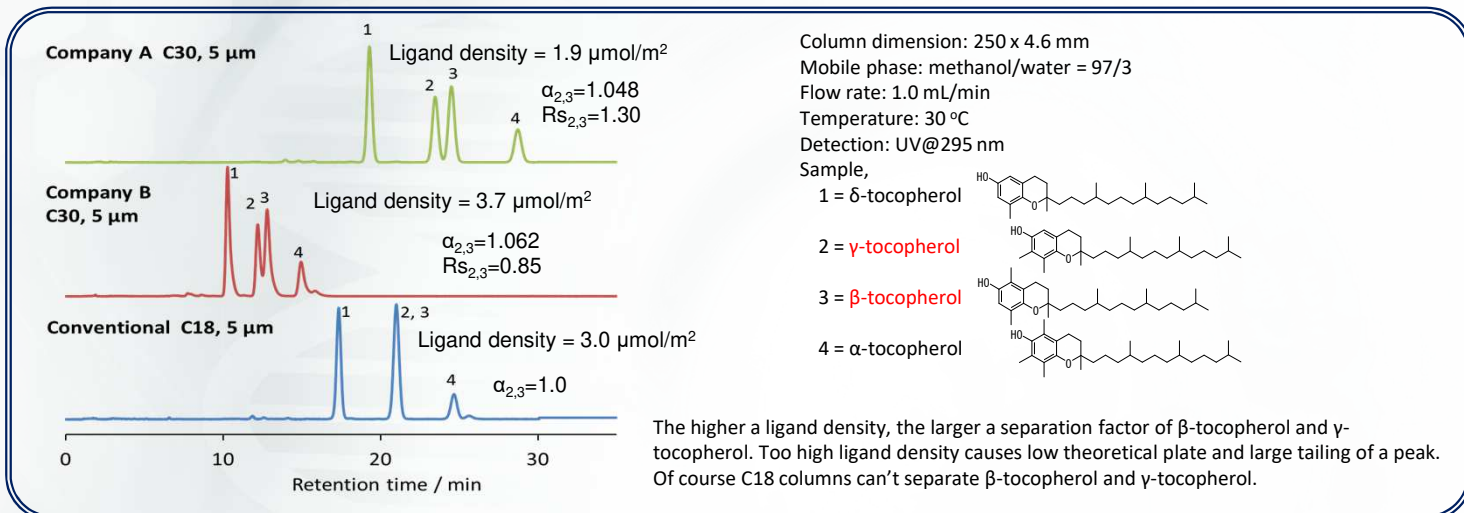 Company A C30, 5 µm
1
Ligand density = 1.9 µmol/m²
2
3
α2,3=1.048
Rs2,3=1.30
4
Company B
C30, 5 µm
1
2
3
Ligand density = 3.7 µmol/m²
α2,3=1.062
Rs2,3=0.85
4
Conventional C18, 5 µm
1
2, 3
Ligand density = 3.0 µmol/m²
4
α2,3=1.0
0
10
20
30
Retention time / min
Column dimension: 250 x 4.6 mm
Mobile phase: methanol/water = 97/3
Flow rate: 1.0 mL/min
Temperature: 30 °C
Detection: UV@295 nm
Sample,
1 = δ-tocopherol
HO
O
2 = γ-tocopherol
HO
O
3 = β-tocopherol
HO
O
4 = α-tocopherol
HO
O
The higher a ligand density, the larger a separation factor of β-tocopherol and γ-
tocopherol. Too high ligand density causes low theoretical plate and large tailing of a peak.
Of course C18 columns can’t separate β-tocopherol and γ-tocopherol.